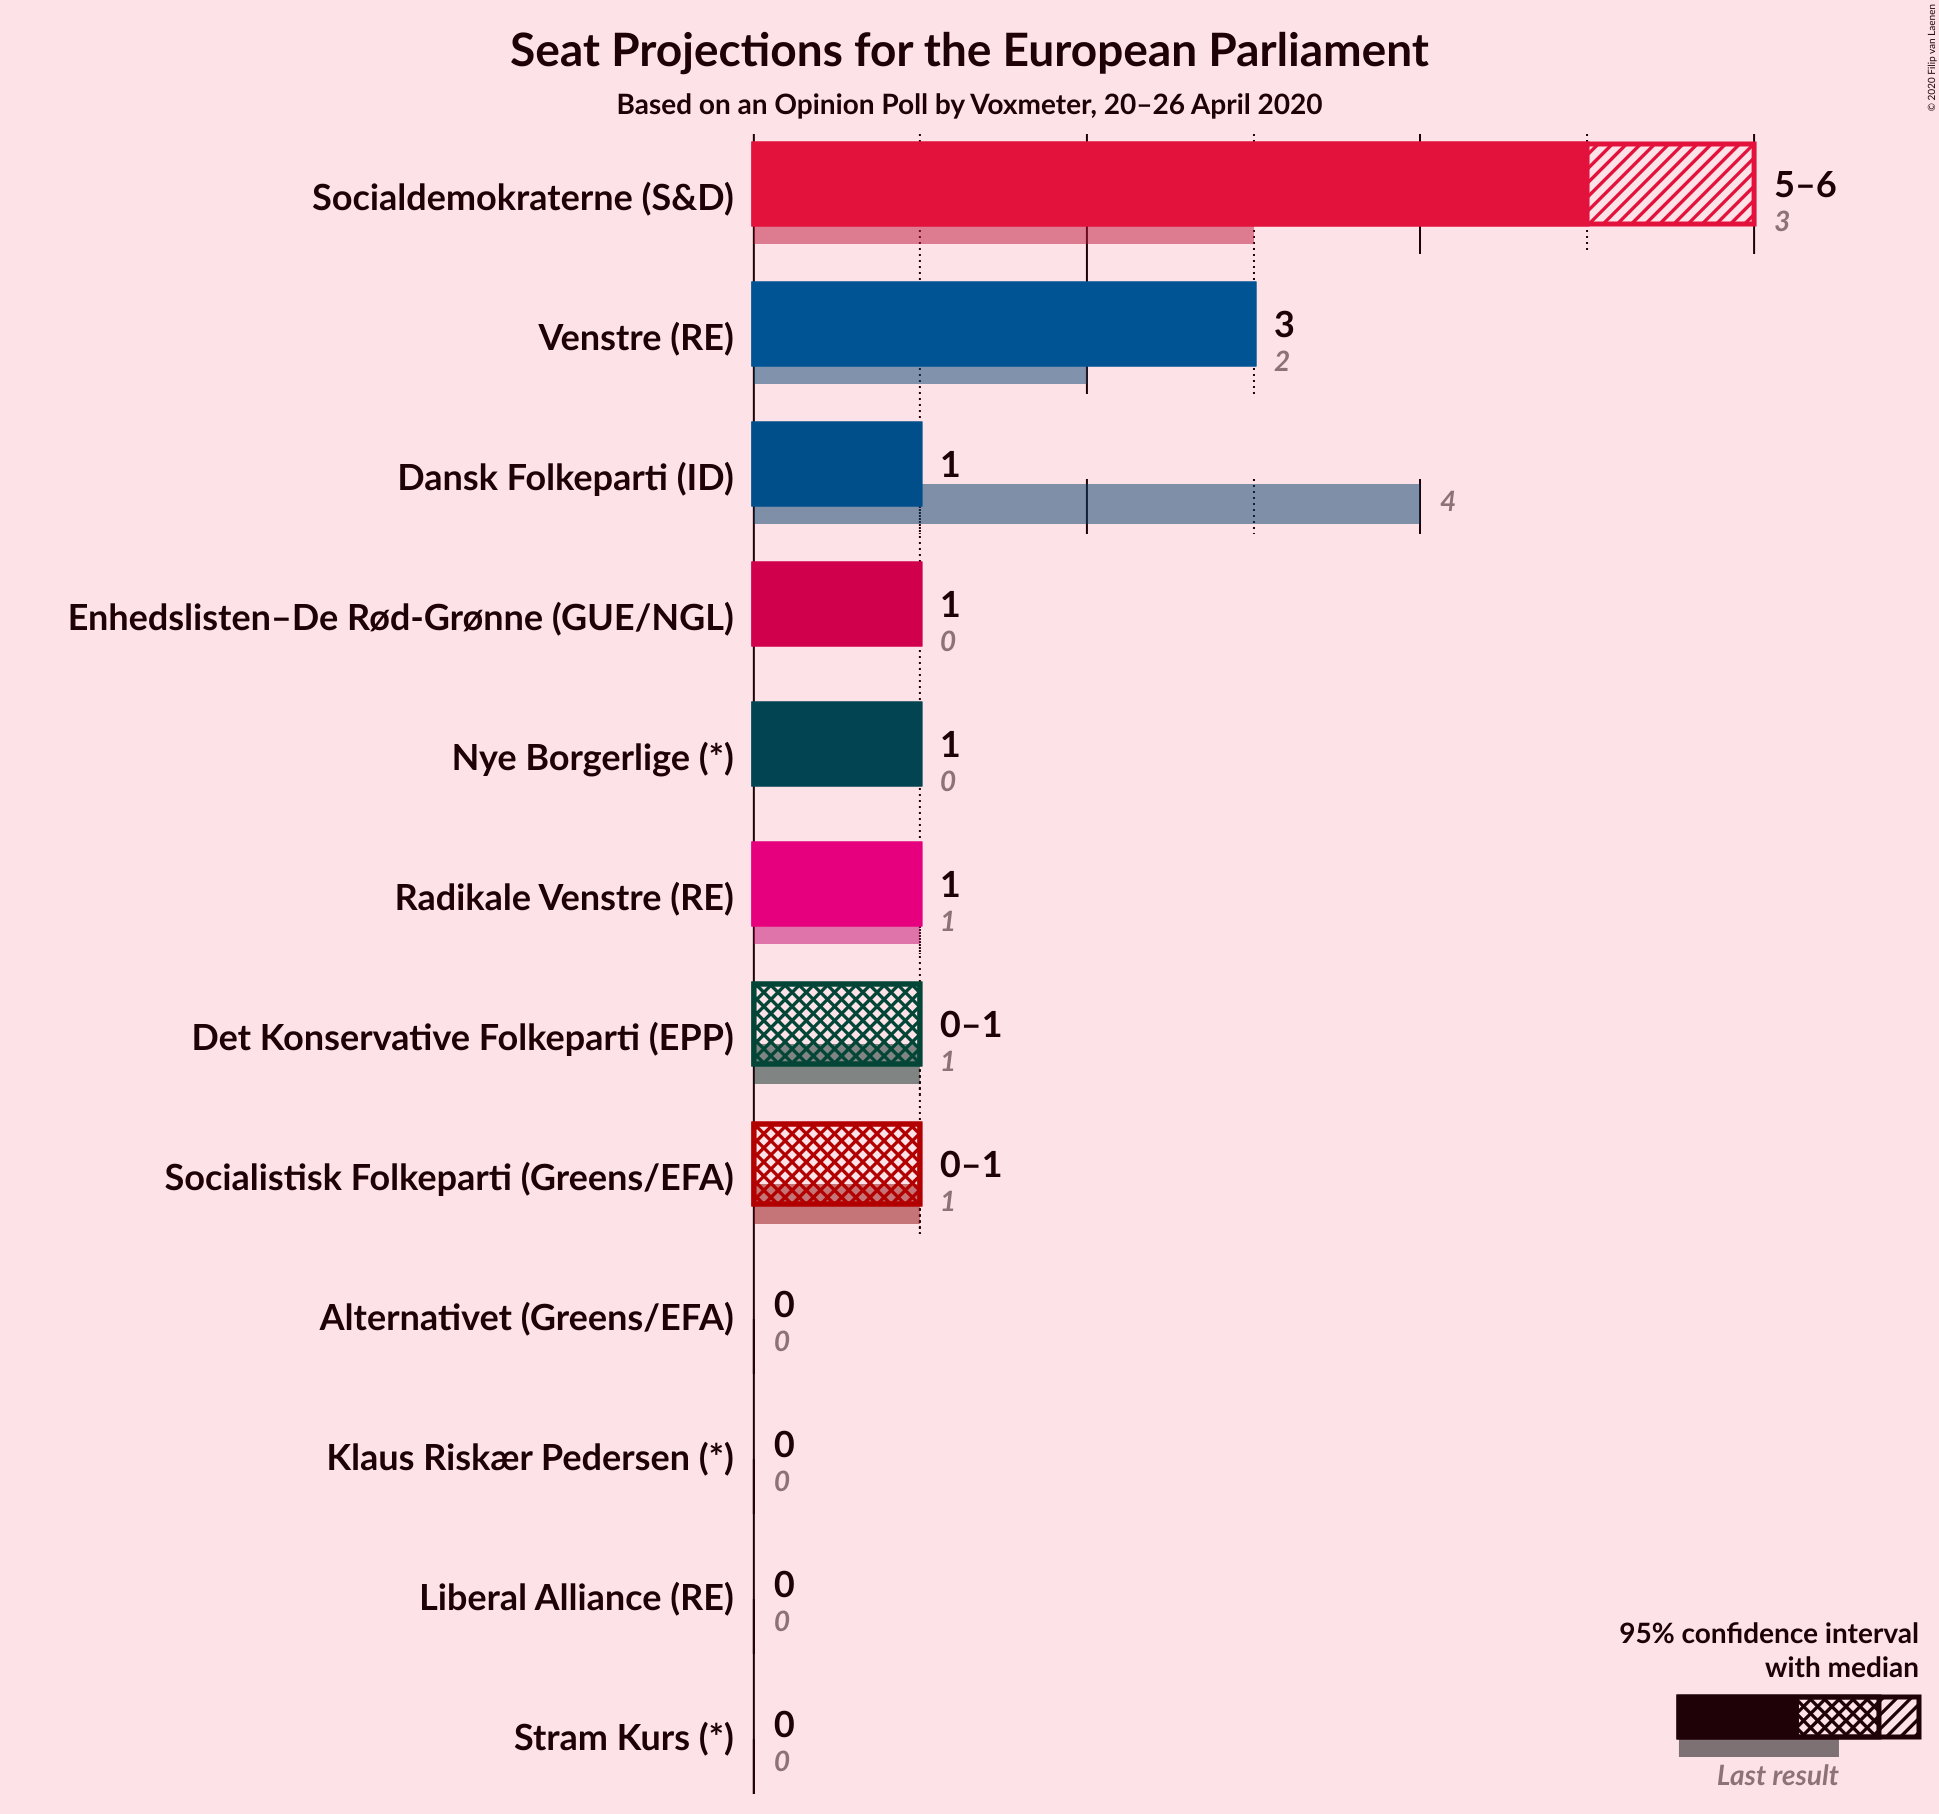 Seat Projections for the European Parliament
Based on an Opinion Poll by Voxmeter, 20–26 April 2020
© 2020 Filip van Laenen
Socialdemokraterne (S&D)
5–6
3
Venstre (RE)
3
2
Dansk Folkeparti (ID)
1
4
Enhedslisten–De Rød-Grønne (GUE/NGL)
1
0
Nye Borgerlige (*)
1
0
Radikale Venstre (RE)
1
1
Det Konservative Folkeparti (EPP)
0–1
1
Socialistisk Folkeparti (Greens/EFA)
0–1
1
Alternativet (Greens/EFA)
0
0
Klaus Riskær Pedersen (*)
0
0
Liberal Alliance (RE)
0
0
Stram Kurs (*)
0
0
95% confidence interval
with median
Last result